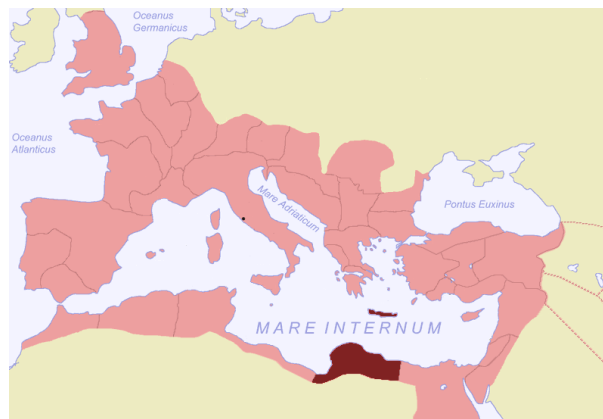 Oceanus
Germanicus
Oceanus
Atlanticus
Mare Adriaticum
Pontus Euxinus
MARE INTERNUM